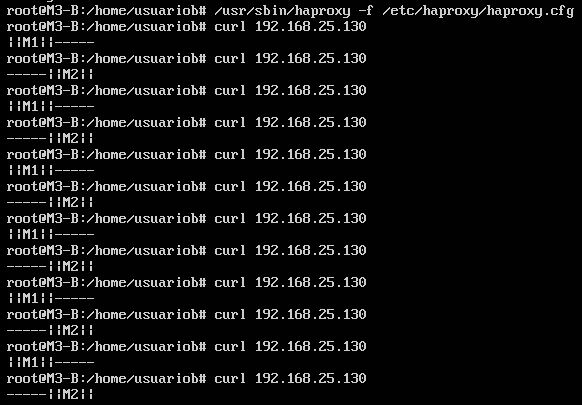 root@M3-B:/home/usuariob# /usr/sbin/haproxy -f /etc/haproxy/haproxy.cfg
root@M3-B:/home/usuariob# curl 192.168.25.130
||M1||-----
root@M3-B:/home/usuariob# curl 192.168.25.130
-----||M2||
root@M3-B:/home/usuariob# curl 192.168.25.130
||M1||-----
root@M3-B:/home/usuariob# curl 192.168.25.130
-----||M2||
root@M3-B:/home/usuariob# curl 192.168.25.130
||M1||-----
root@M3-B:/home/usuariob# curl 192.168.25.130
-----||M2||
root@M3-B:/home/usuariob# curl 192.168.25.130
||M1||-----
root@M3-B:/home/usuariob# curl 192.168.25.130
-----||M2||
root@M3-B:/home/usuariob# curl 192.168.25.130
||M1||-----
root@M3-B:/home/usuariob# curl 192.168.25.130
-----||M2||
root@M3-B:/home/usuariob# curl 192.168.25.130
||M1||-----
root@M3-B:/home/usuariob# curl 192.168.25.130
-----||M2||